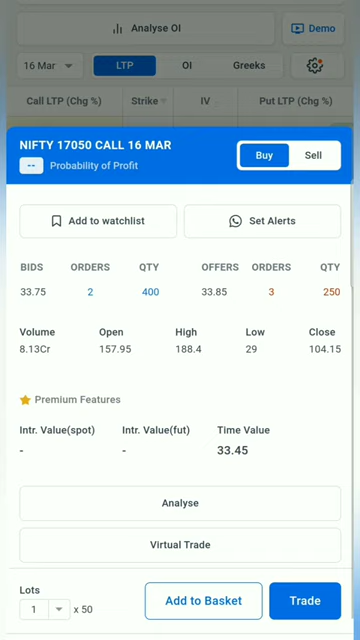 Analyse OI
Demo
16 Mar
LTP
OI
Greeks
Call LTP (Chg %)
Strike
IV
Put LTP (Chg %)
NIFTY 17050 CALL 16 MAR
-- Probability of Profit
Buy
Sell
Add to watchlist
Set Alerts
BIDS ORDERS QTY OFFERS ORDERS QTY
33.75 2 400 33.85 3 250
Volume Open High Low Close
8.13Cr 157.95 188.4 29 104.15
Premium Features
Intr. Value(spot) Intr. Value(fut) Time Value
- - 33.45
Analyse
Virtual Trade
Lots
1 x 50
Add to Basket
Trade